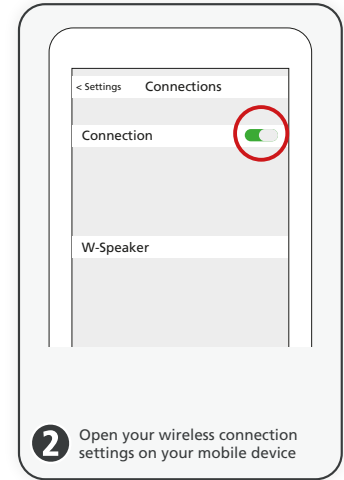 < Settings Connections
Connection
W-Speaker
2
Open your wireless connection
settings on your mobile device